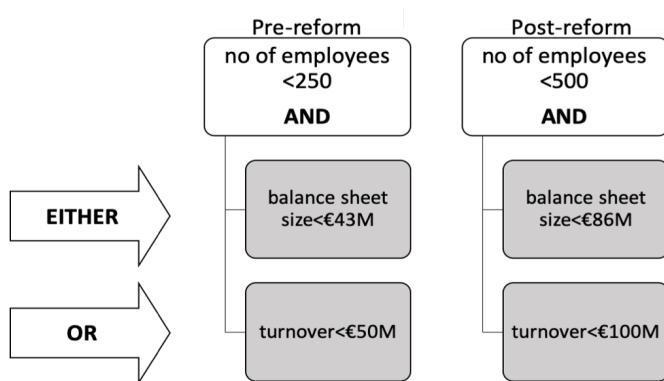 Pre-reform
no of employees
<250
AND
Post-reform
no of employees
<500
AND
EITHER
balance sheet
size<€43M
balance sheet
size<€86M
OR
turnover<€50M
turnover<€100M